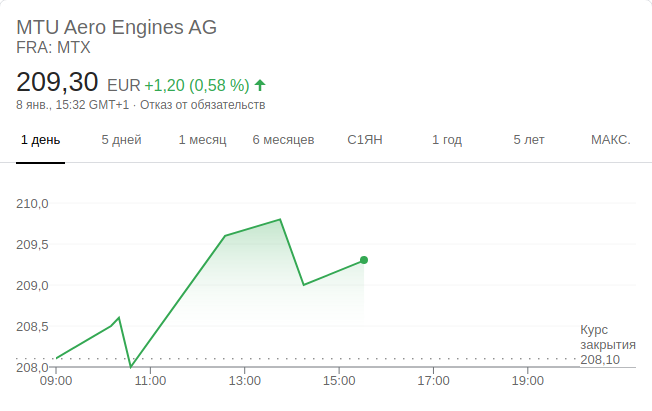 MTU Aero Engines AG
FRA: MTX
209,30 EUR +1,20 (0,58 %)
8 янв., 15:32 GMT+1 · Отказ от обязательств
1 день 5 дней 1 месяц 6 месяцев С1ЯН 1 год 5 лет МАКС.
210,0
209,5
209,0
208,5
208,0
Курс
закрытия
208,10
09:00 11:00 13:00 15:00 17:00 19:00